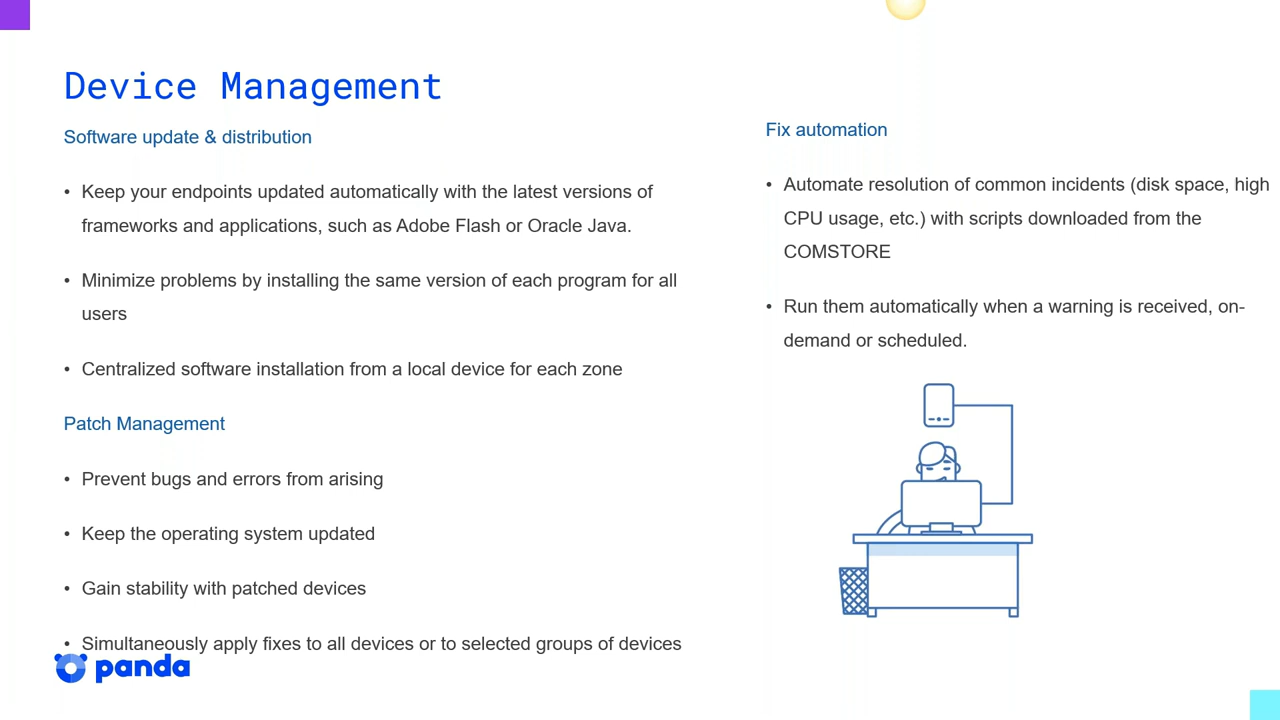 Device Management
Software update & distribution
• Keep your endpoints updated automatically with the latest versions of
frameworks and applications, such as Adobe Flash or Oracle Java.
• Minimize problems by installing the same version of each program for all
users
• Centralized software installation from a local device for each zone
Patch Management
• Prevent bugs and errors from arising
• Keep the operating system updated
• Gain stability with patched devices
• Simultaneously apply fixes to all devices or to selected groups of devices
panda
Fix automation
• Automate resolution of common incidents (disk space, high
CPU usage, etc.) with scripts downloaded from the
COMSTORE
• Run them automatically when a warning is received, on-
demand or scheduled.